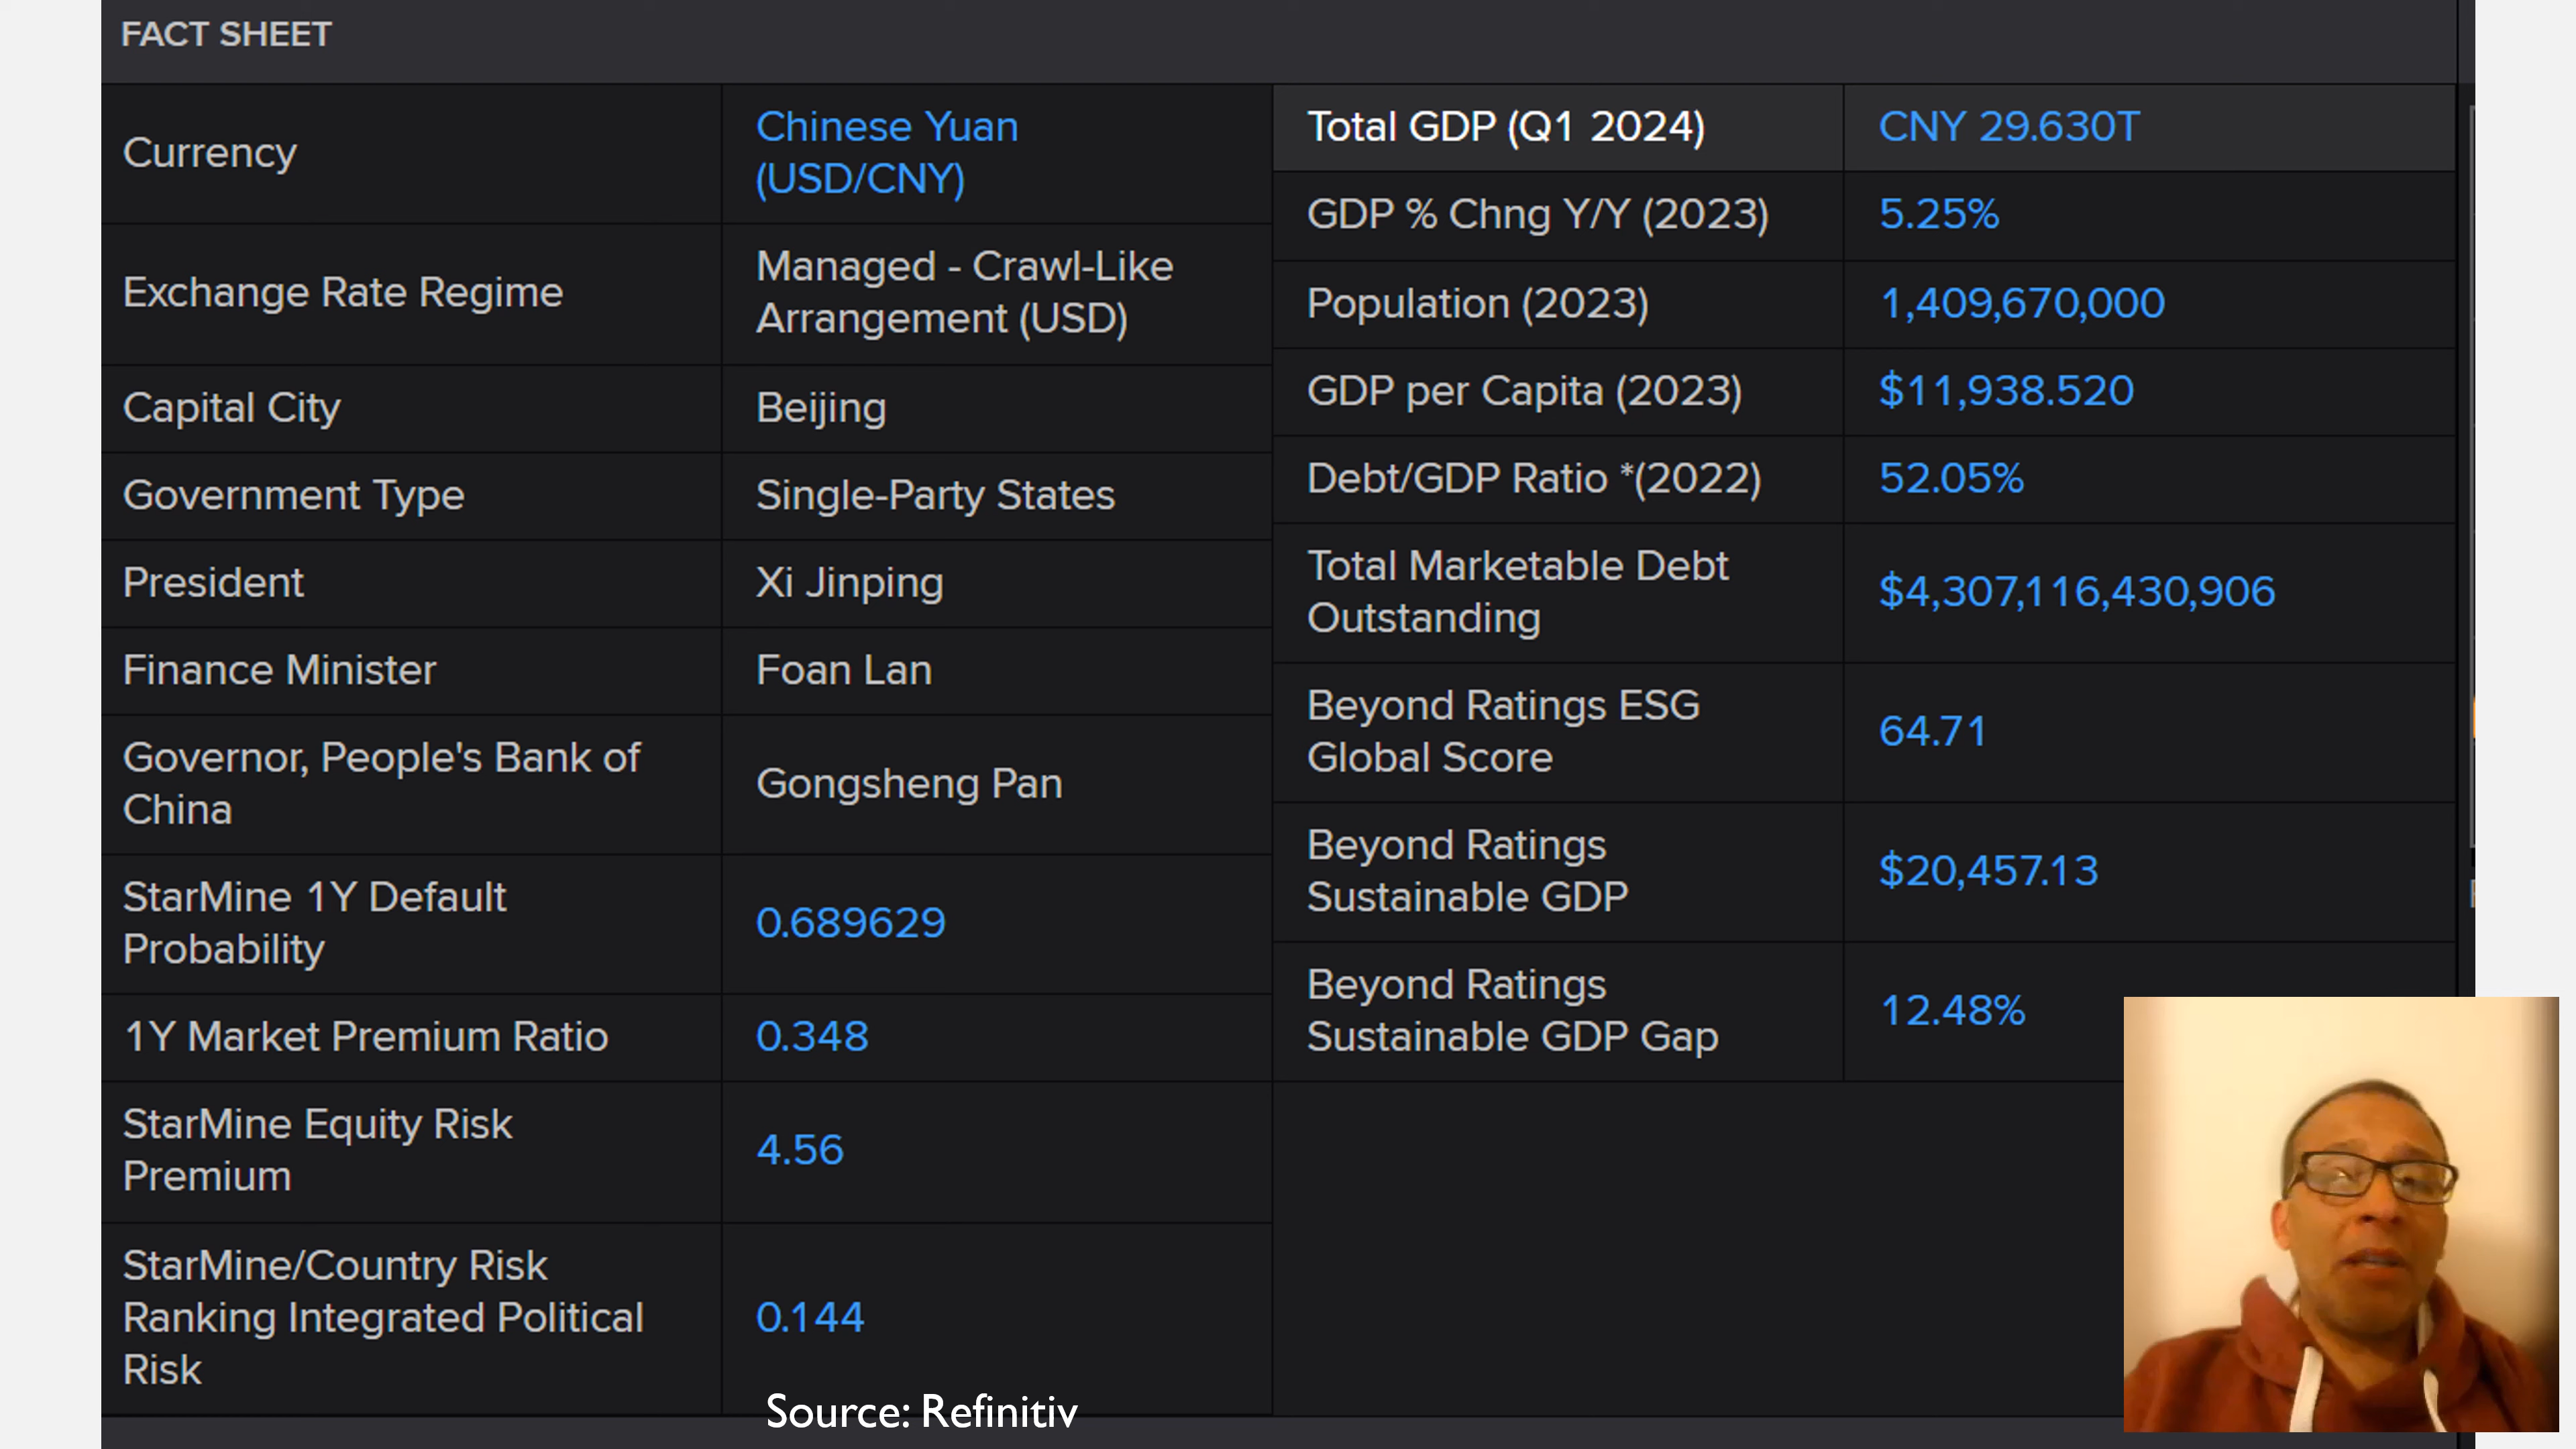 FACT SHEET
Currency
Chinese Yuan
(USD/CNY)
Exchange Rate Regime
Managed - Crawl-Like
Arrangement (USD)
Capital City
Beijing
Government Type
Single-Party States
President
Xi Jinping
Finance Minister
Foan Lan
Governor, People's Bank of
China
Gongsheng Pan
StarMine 1Y Default
Probability
0.689629
1Y Market Premium Ratio
0.348
StarMine Equity Risk
Premium
4.56
StarMine/Country Risk
Ranking Integrated Political
Risk
0.144
Total GDP (Q1 2024)
CNY 29.630T
GDP % Chng Y/Y (2023)
5.25%
Population (2023)
1,409,670,000
GDP per Capita (2023)
$11,938.520
Debt/GDP Ratio *(2022)
52.05%
Total Marketable Debt
Outstanding
$4,307,116,430,906
Beyond Ratings ESG
Global Score
64.71
Beyond Ratings
Sustainable GDP
$20,457.13
Beyond Ratings
Sustainable GDP Gap
12.48%
Source: Refinitiv